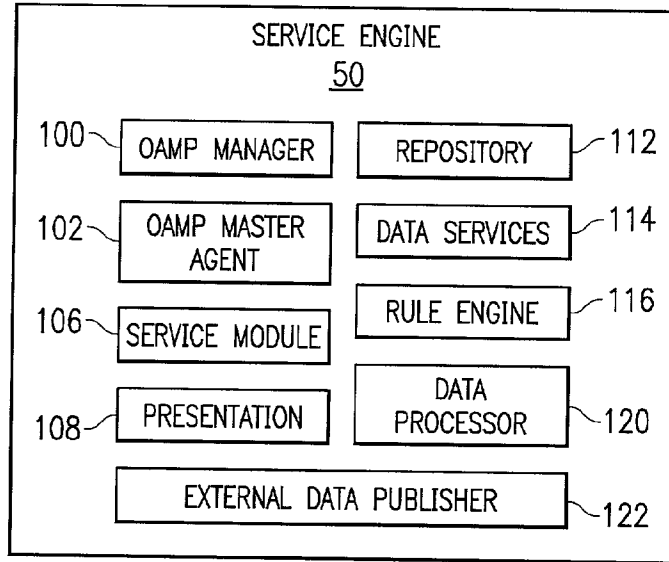 SERVICE ENGINE
50
100 OAMP MANAGER
REPOSITORY 112
102 OAMP MASTER
AGENT
DATA SERVICES 114
106 SERVICE MODULE
RULE ENGINE 116
108 PRESENTATION
DATA
PROCESSOR 120
EXTERNAL DATA PUBLISHER 122